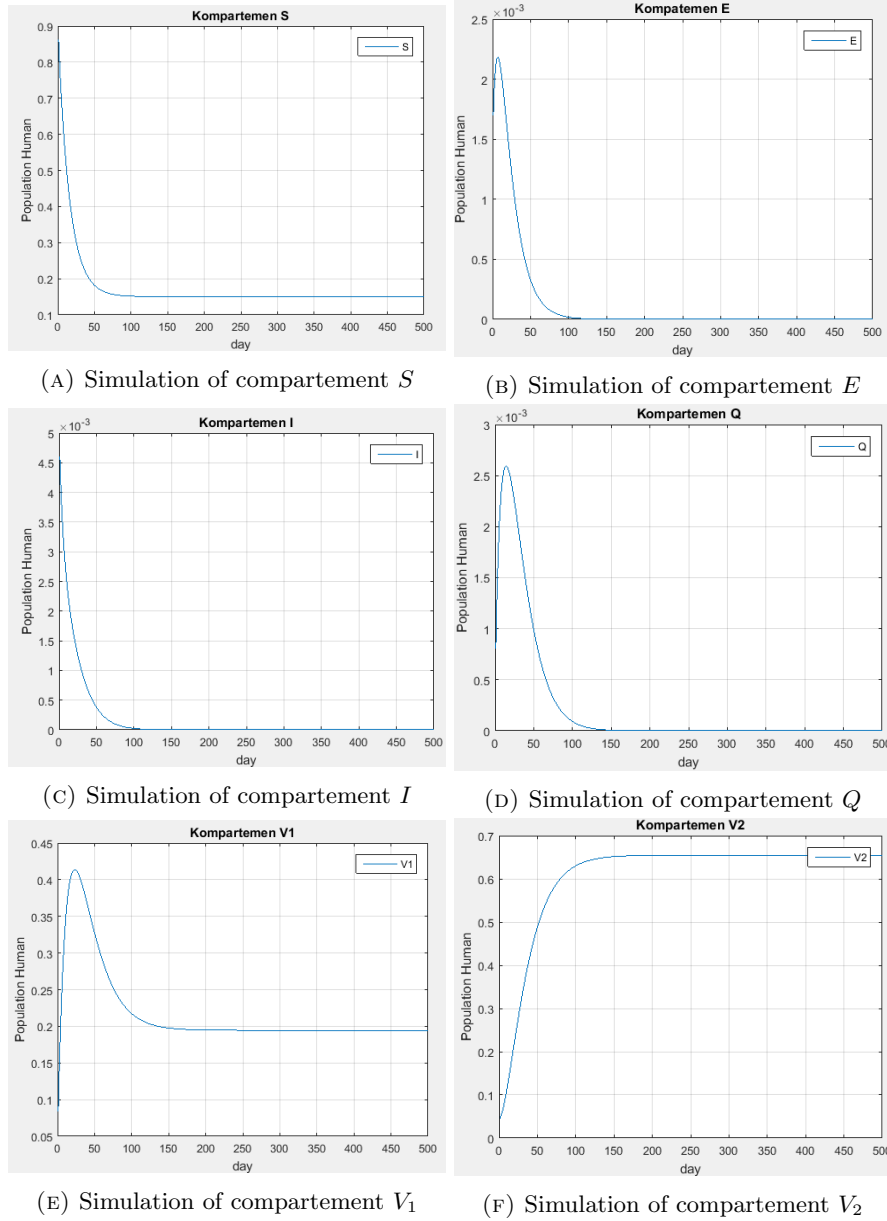 Kompartemen S
S
0.9
0.8
0.7
0.6
0.5
0.4
0.3
0.2
0.1
Population Human
0 50 100 150 200 250 300 350 400 450 500
day
(A) Simulation of compartement S
×10⁻³
Kompatemen E
E
2.5
2
1.5
1
0.5
0
Population Human
0 50 100 150 200 250 300 350 400 450 500
day
(B) Simulation of compartement E
×10⁻³
Kompartemen I
I
5
4.5
4
3.5
3
2.5
2
1.5
1
0.5
0
Population Human
0 50 100 150 200 250 300 350 400 450 500
day
(C) Simulation of compartement I
×10⁻³
Kompartemen Q
Q
3
2.5
2
1.5
1
0.5
0
Population Human
0 50 100 150 200 250 300 350 400 450 500
day
(D) Simulation of compartement Q
Kompartemen V1
V1
0.45
0.4
0.35
0.3
0.25
0.2
0.15
0.1
0.05
Population Human
0 50 100 150 200 250 300 350 400 450 500
day
(E) Simulation of compartement V₁
Kompartemen V2
V2
0.7
0.6
0.5
0.4
0.3
0.2
0.1
0
Population Human
0 50 100 150 200 250 300 350 400 450 500
day
(F) Simulation of compartement V₂